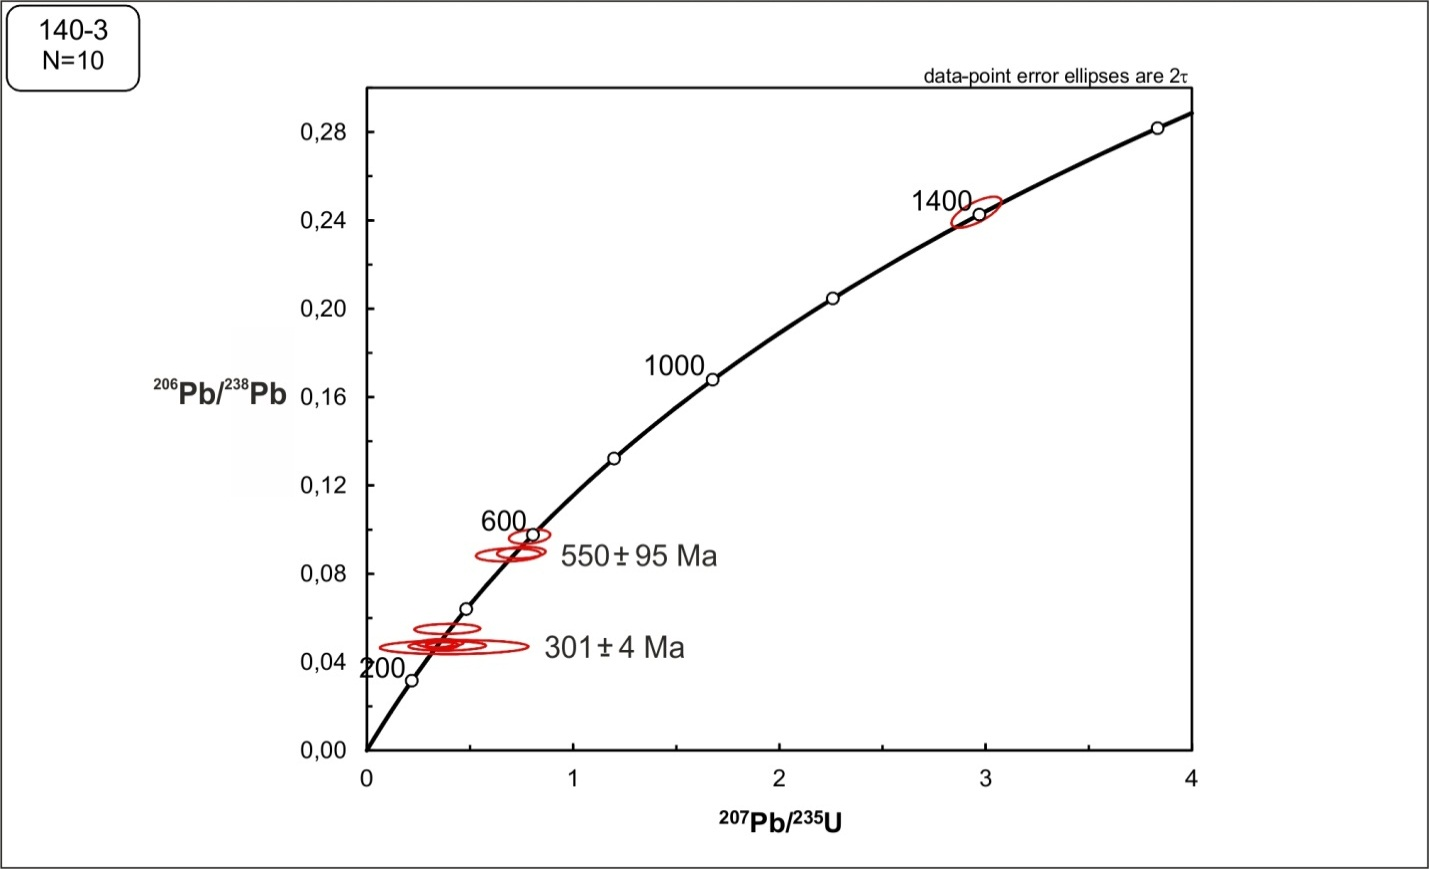 140-3
N=10
data-point error ellipses are 2τ
0,28
1400
0,24
0,20
1000
²⁰⁶Pb/²³⁸Pb
0,16
0,12
600
550±95 Ma
0,08
301±4 Ma
0,04
200
0,00
0 1 2 3 4
²⁰⁷Pb/²³⁵U